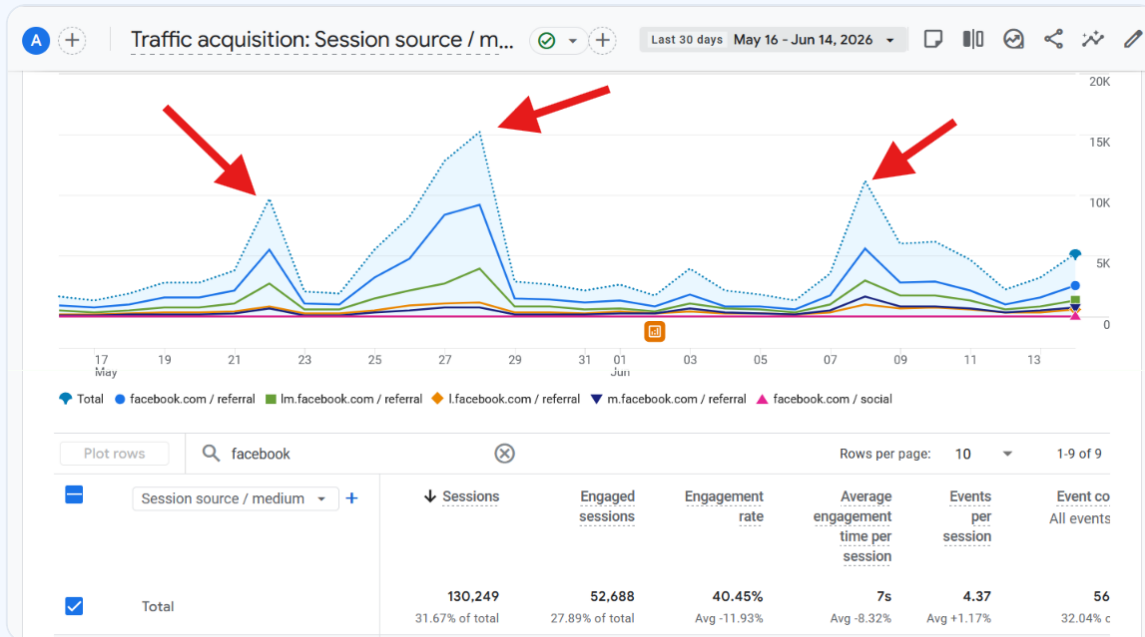 A
Traffic acquisition: Session source / m...
Last 30 days May 16 - Jun 14, 2026
20K
15K
10K
5K
0
17 19 21 23 25 27 29 31 01 03 05 07 09 11 13
May Jun
Total facebook.com / referral lm.facebook.com / referral l.facebook.com / referral m.facebook.com / referral facebook.com / social
Plot rows facebook Rows per page: 10 1-9 of 9
Session source / medium
Sessions
Engaged
sessions
Engagement
rate
Average
engagement
time per
session
Events
per
session
Event co
All events
Total 130,249 52,688 40.45% 7s 4.37 56
31.67% of total 27.89% of total Avg -11.93% Avg -8.32% Avg +1.17% 32.04%